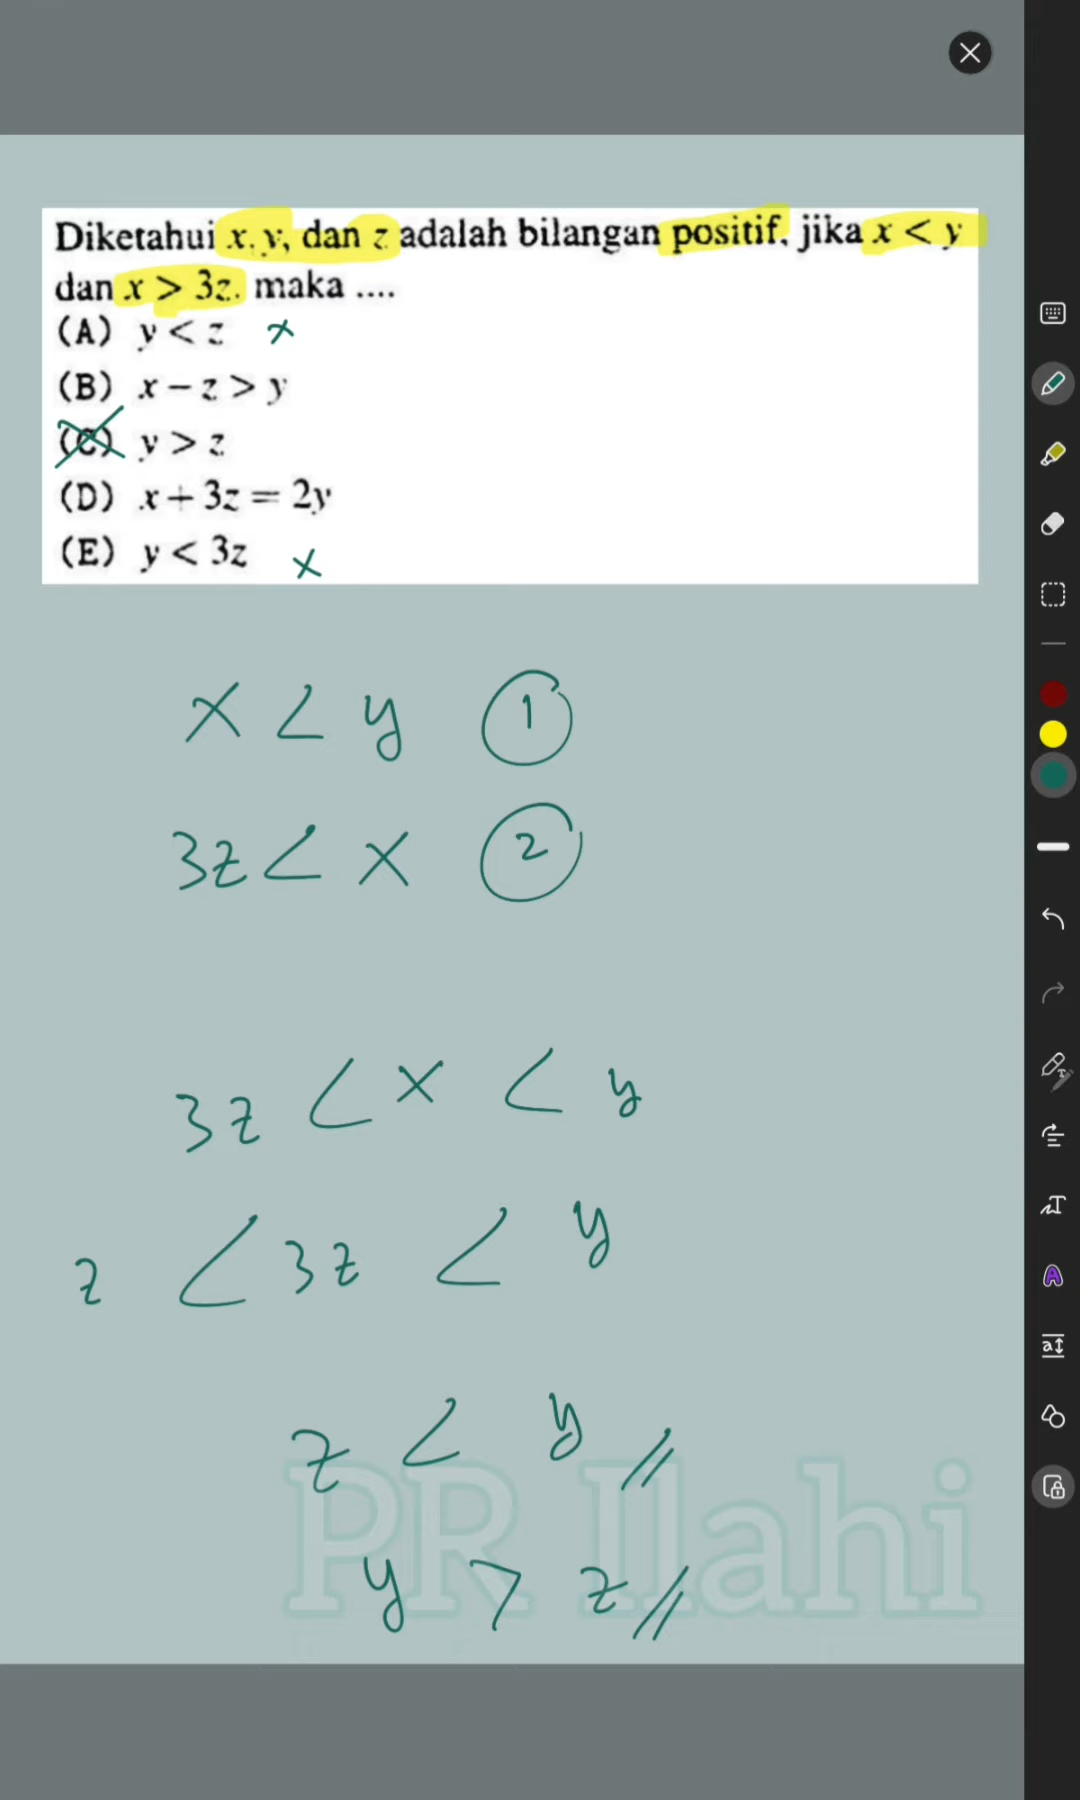 Diketahui x, y, dan z adalah bilangan positif, jika x < y
dan x > 3z, maka ....
(A) y < z x
(B) x − z > y
(C) y > z
(D) x + 3z = 2y
(E) y < 3z x
x < y 1
3z < x 2
3z < x < y
z < 3z < y
z < y //
y > z //
PR Ilahi